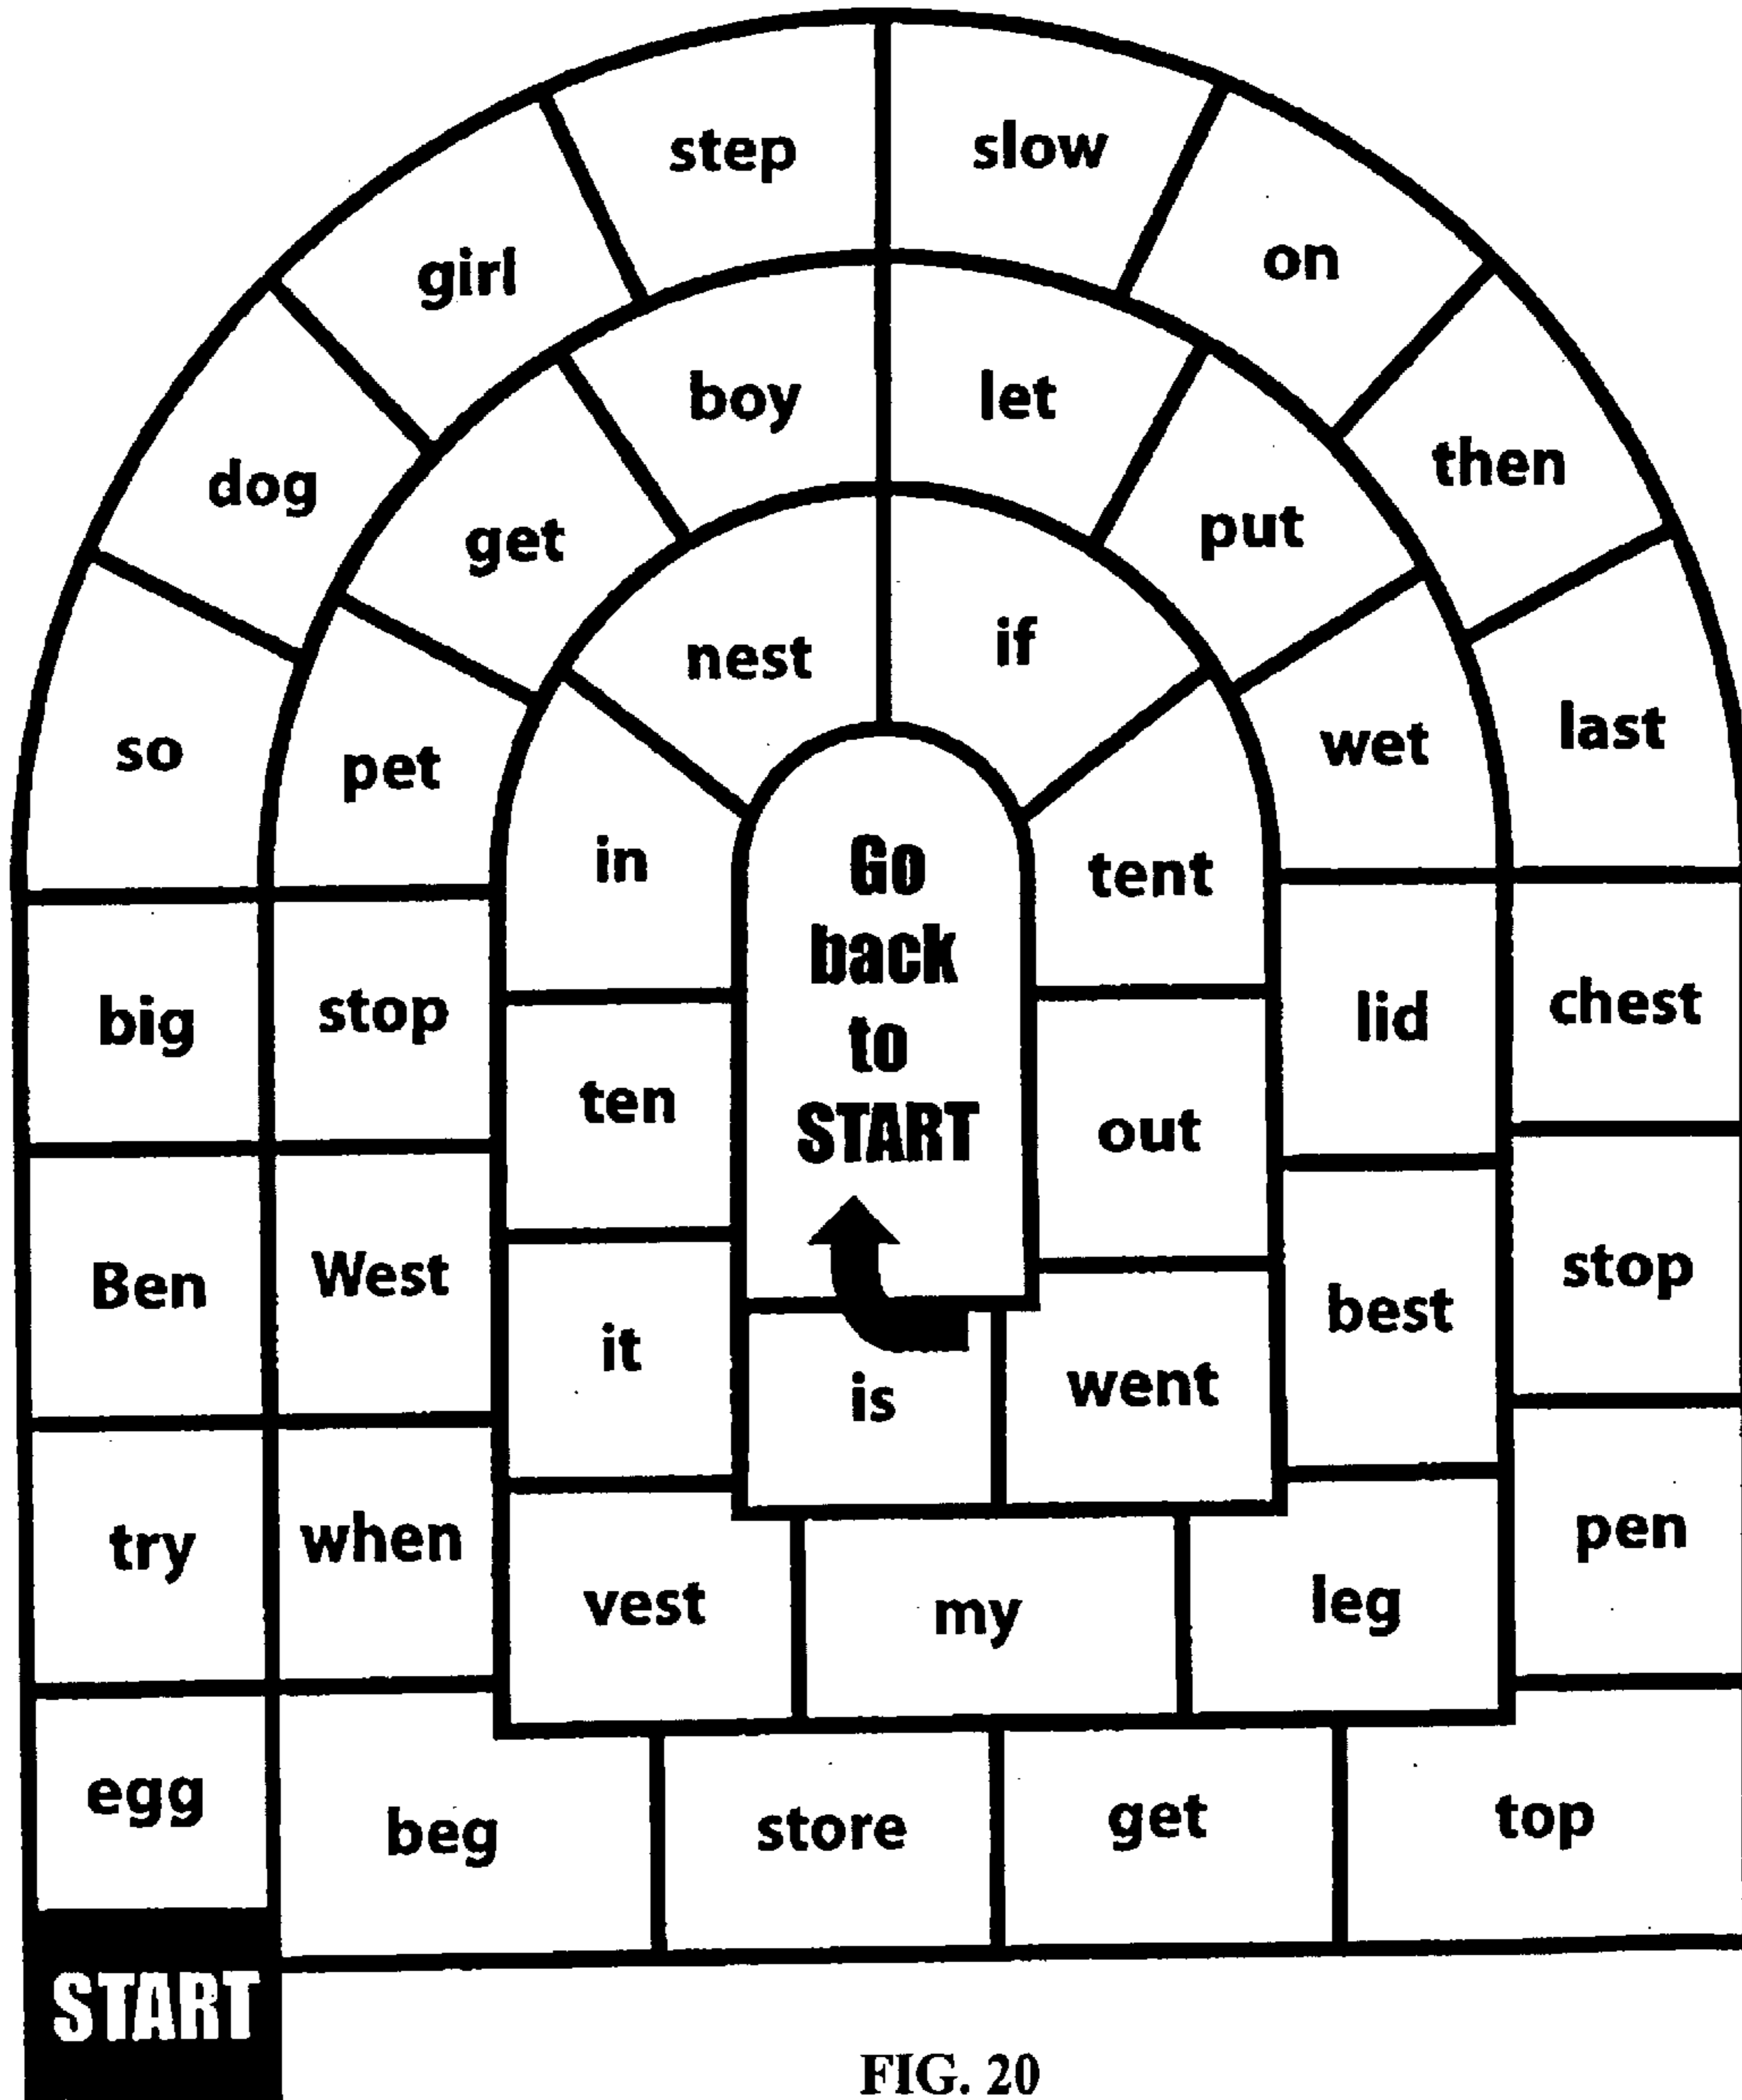 step slow
girl on
boy let
dog then
get put
nest if
so pet wet last
in Go tent
back
big stop to lid chest
ten START out
Ben West it best stop
is went
try when pen
vest my leg
egg beg store get top
START
FIG. 20